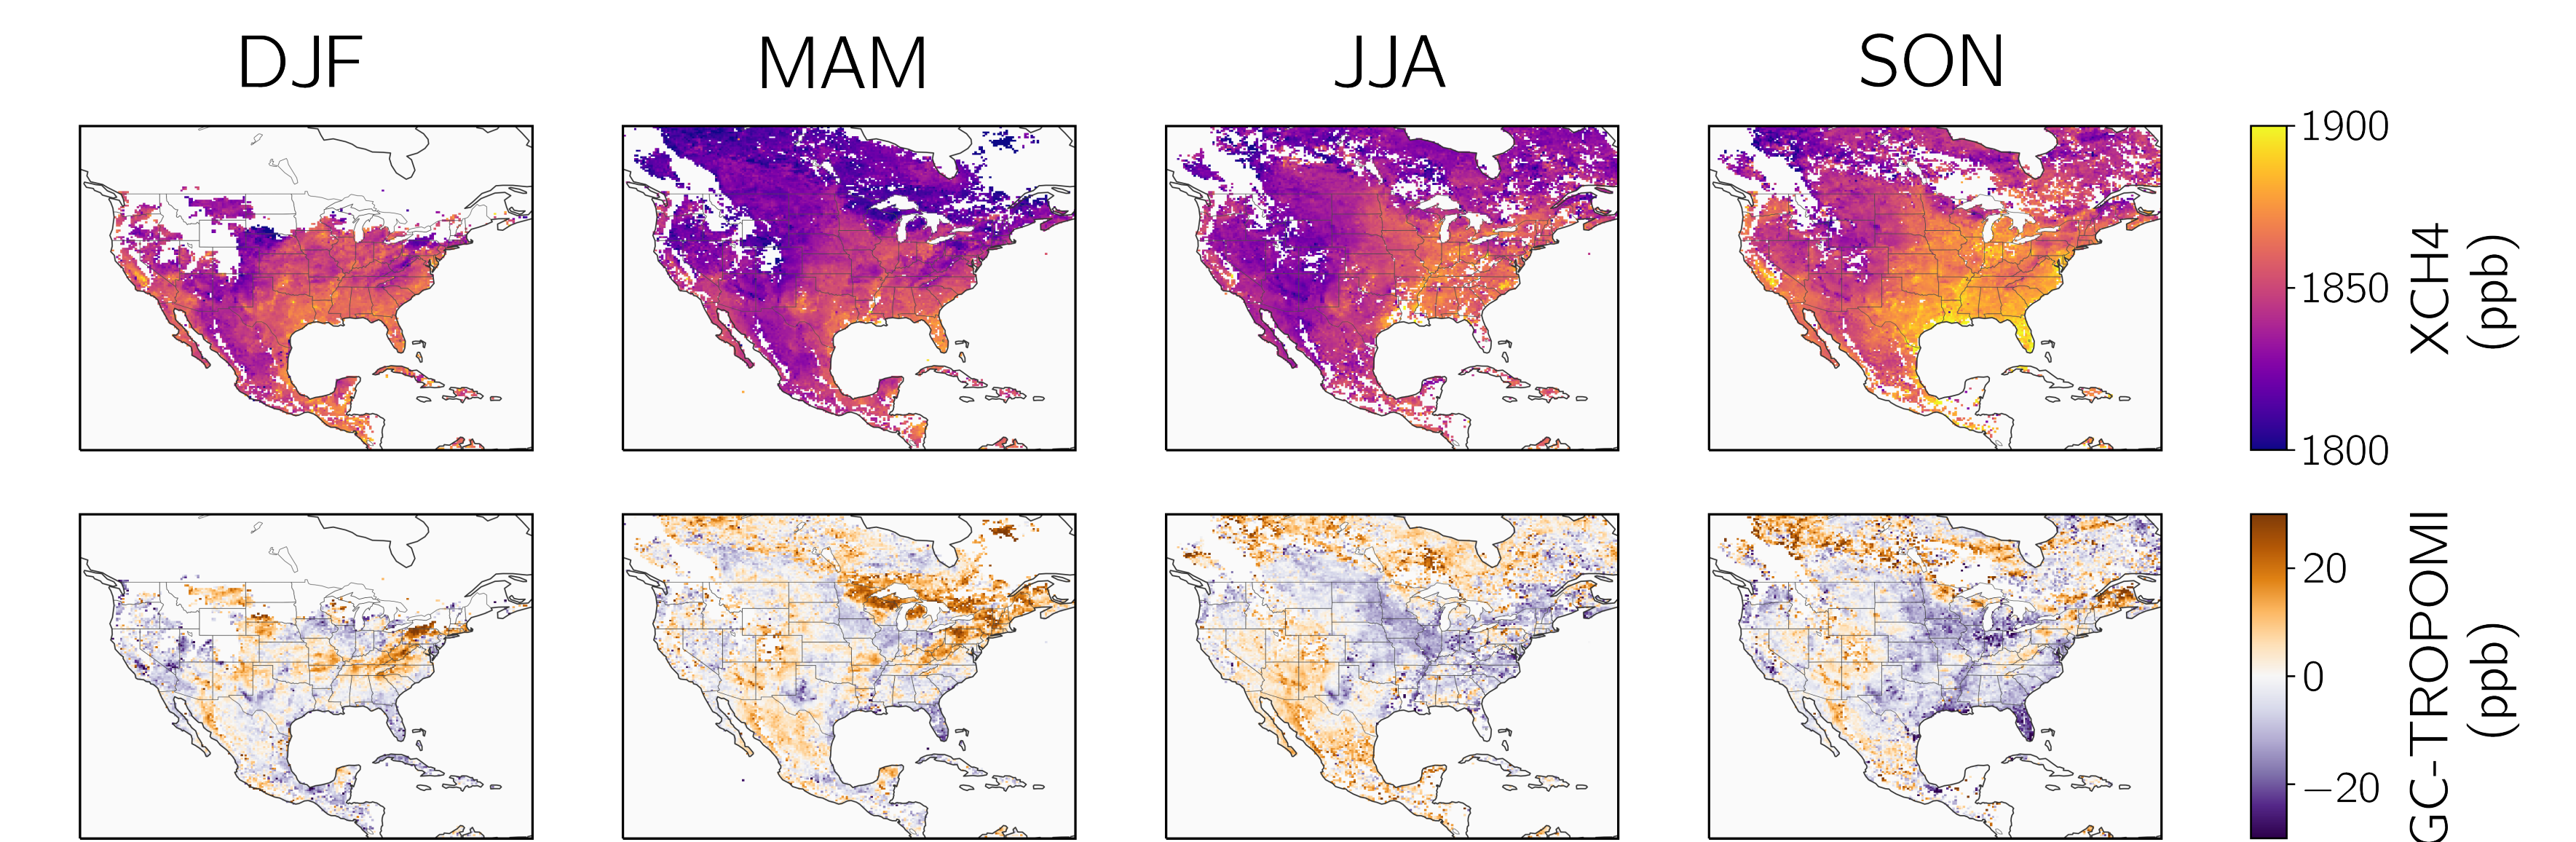 DJF MAM JJA SON
1900
1850
1800
XCH4
(ppb)
20
0
−20
GC-TROPOMI
(ppb)